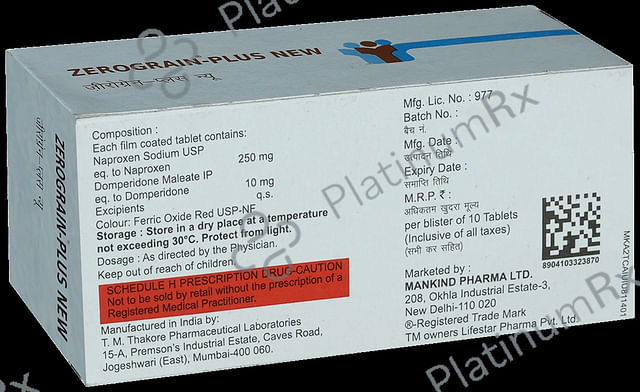 ZEROGRAIN-PLUS NEW
जीरोग्रेन-प्लस न्यू
ZEROGRAIN-PLUS NEW
जीरोग्रेन-प्लस न्यू
Composition :
Each film coated tablet contains:
Naproxen Sodium USP
eq. to Naproxen 250 mg
Domperidone Maleate IP
eq. to Domperidone 10 mg
Excipients q.s.
Colour: Ferric Oxide Red USP-NF
Storage : Store in a dry place at a temperature
not exceeding 30°C. Protect from light.
Dosage : As directed by the Physician.
Keep out of reach of children.
SCHEDULE H PRESCRIPTION DRUG-CAUTION
Not to be sold by retail without the prescription of a
Registered Medical Practitioner.
Manufactured in India by:
T. M. Thakore Pharmaceutical Laboratories
15-A, Premson's Industrial Estate, Caves Road,
Jogeshwari (East), Mumbai-400 060.
Mfg. Lic. No. : 977
Batch No. :
बैच नं.
Mfg. Date :
उत्पादन तिथि
Expiry Date :
समाप्ति तिथि
M.R.P. ₹ :
अधिकतम खुदरा मूल्य
per blister of 10 Tablets
(Inclusive of all taxes)
(सभी कर सहित)
8904103323870
Marketed by :
MANKIND PHARMA LTD.
208, Okhla Industrial Estate-3,
New Delhi-110 020
®-Registered Trade Mark
TM owners Lifestar Pharma Pvt. Ltd.
PlatinumRx
PlatinumRx
PlatinumRx
PlatinumRx